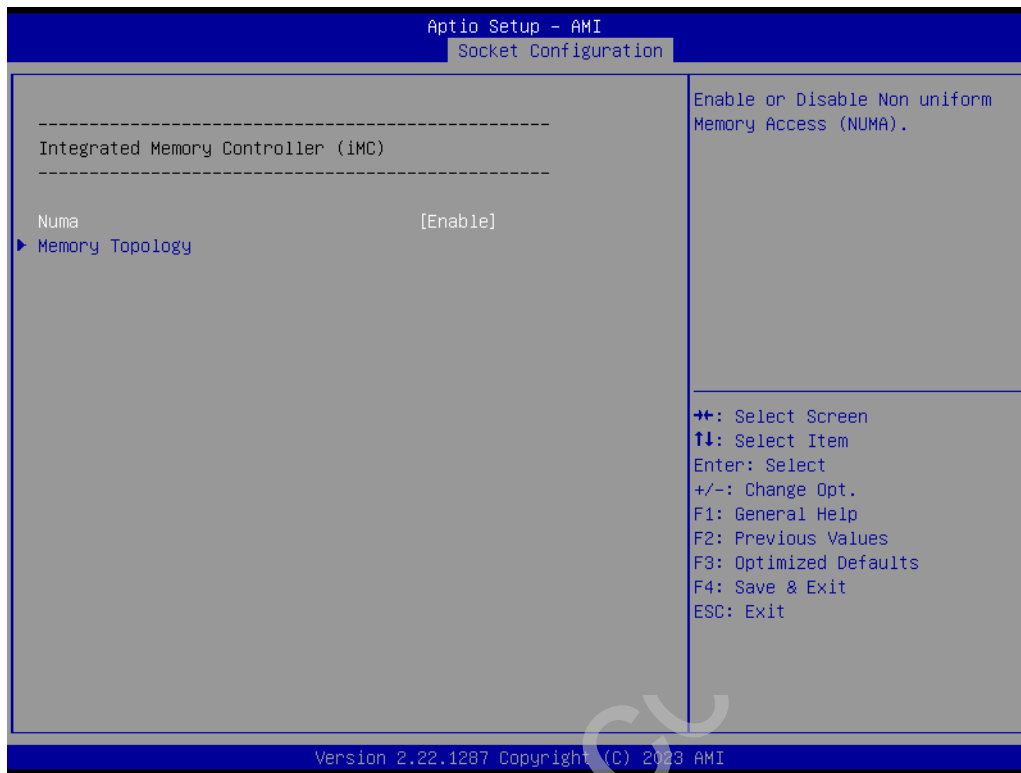 Aptio Setup – AMI
Socket Configuration
--------------------------------------------------
Integrated Memory Controller (iMC)
--------------------------------------------------
Numa [Enable]
Memory Topology
Enable or Disable Non uniform
Memory Access (NUMA).
→←: Select Screen
↑↓: Select Item
Enter: Select
+/-: Change Opt.
F1: General Help
F2: Previous Values
F3: Optimized Defaults
F4: Save & Exit
ESC: Exit
Version 2.22.1287 Copyright (C) 2023 AMI